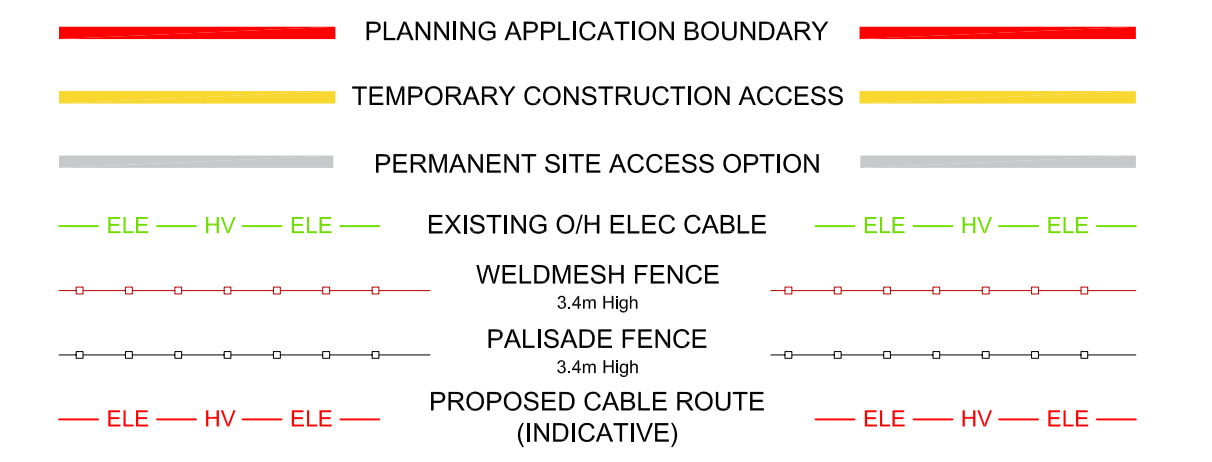 PLANNING APPLICATION BOUNDARY
TEMPORARY CONSTRUCTION ACCESS
PERMANENT SITE ACCESS OPTION
ELE HV ELE EXISTING O/H ELEC CABLE ELE HV ELE
WELDMESH FENCE
3.4m High
PALISADE FENCE
3.4m High
ELE HV ELE PROPOSED CABLE ROUTE ELE HV ELE
(INDICATIVE)